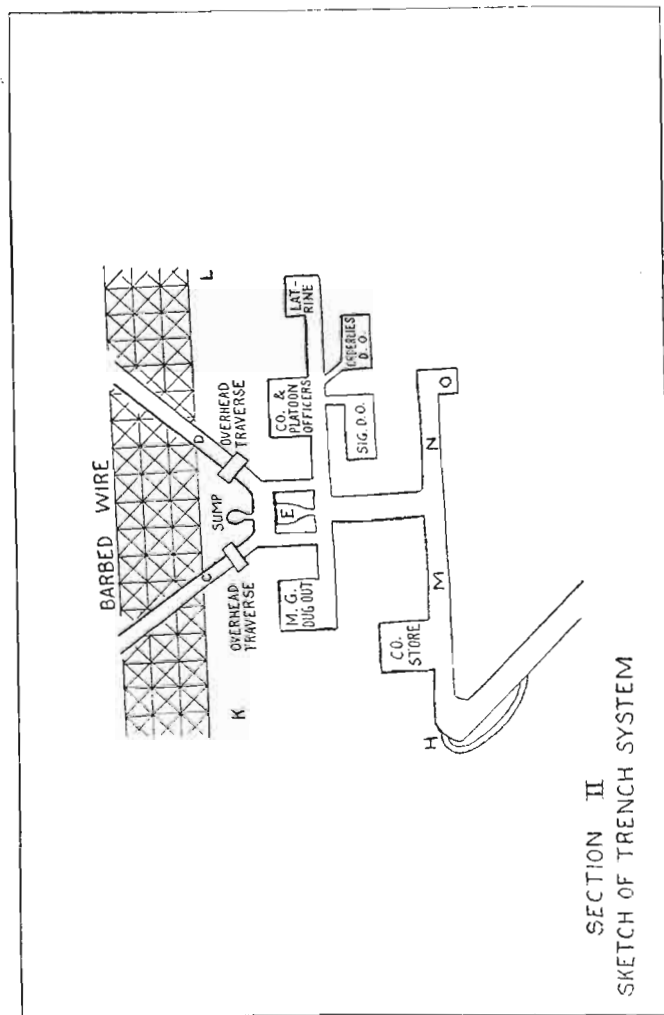 BARBED WIRE
L
D
C
OVERHEAD
TRAVERSE
SUMP
OVERHEAD
TRAVERSE
K
LAT-
RINE
CO. &
PLATOON
OFFICERS
E
M. G.
DUG OUT
ORDERLIES
D. O.
SIG. D.O.
O
N
M
CO.
STORE
H
SECTION II
SKETCH OF TRENCH SYSTEM